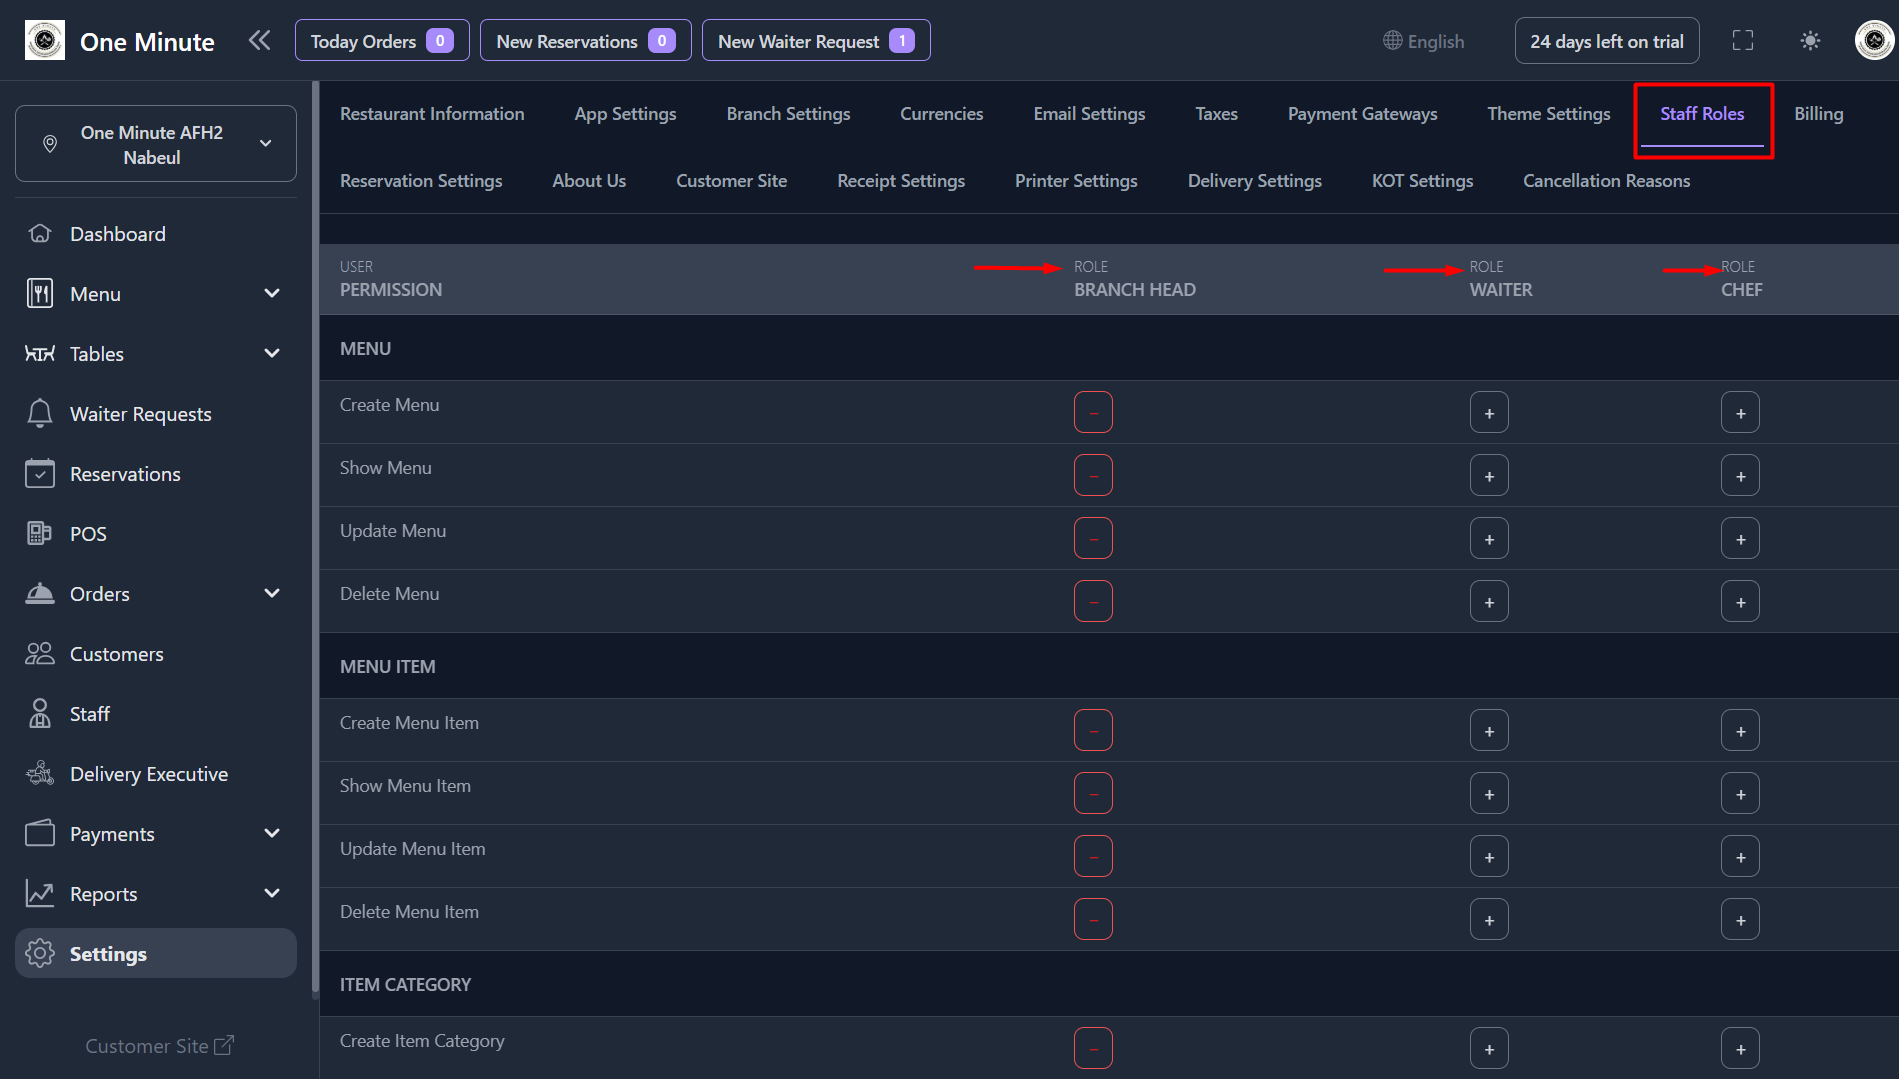 One Minute
Today Orders 0
New Reservations 0
New Waiter Request 1
English
24 days left on trial
One Minute AFH2
Nabeul
Dashboard
Menu
Tables
Waiter Requests
Reservations
POS
Orders
Customers
Staff
Delivery Executive
Payments
Reports
Settings
Customer Site
Restaurant Information App Settings Branch Settings Currencies Email Settings Taxes Payment Gateways Theme Settings Staff Roles Billing
Reservation Settings About Us Customer Site Receipt Settings Printer Settings Delivery Settings KOT Settings Cancellation Reasons
USER ROLE ROLE ROLE
PERMISSION BRANCH HEAD WAITER CHEF
MENU
Create Menu − + +
Show Menu − + +
Update Menu − + +
Delete Menu − + +
MENU ITEM
Create Menu Item − + +
Show Menu Item − + +
Update Menu Item − + +
Delete Menu Item − + +
ITEM CATEGORY
Create Item Category − + +